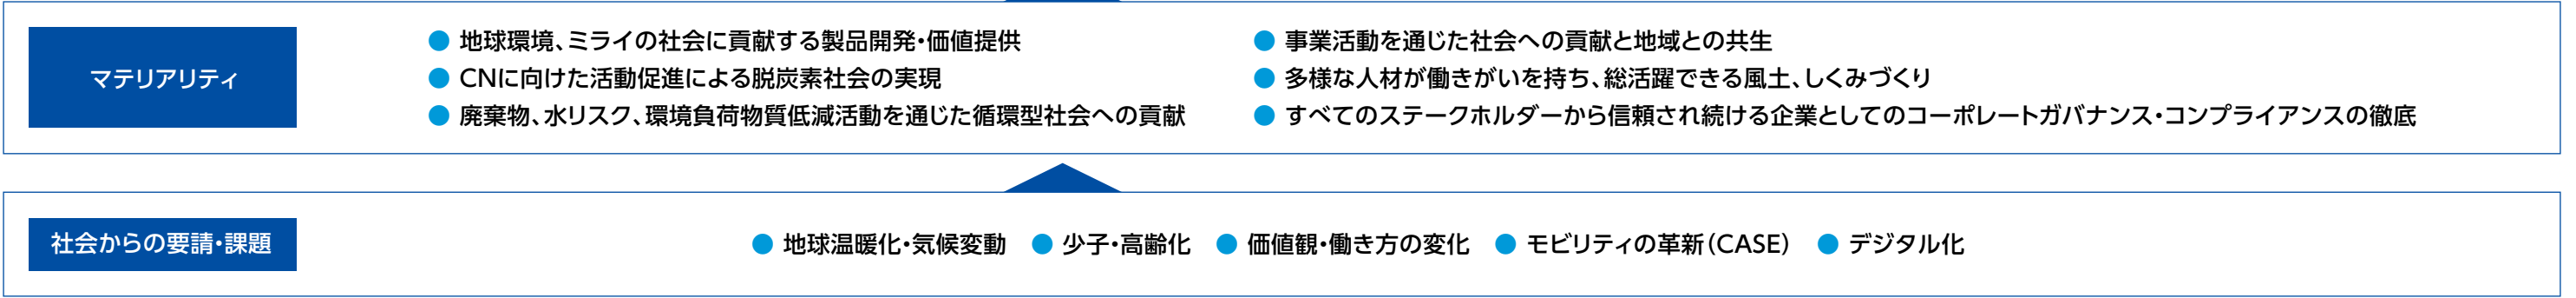 マテリアリティ
● 地球環境、ミライの社会に貢献する製品開発・価値提供
● CNに向けた活動促進による脱炭素社会の実現
● 廃棄物、水リスク、環境負荷物質低減活動を通じた循環型社会への貢献
● 事業活動を通じた社会への貢献と地域との共生
● 多様な人材が働きがいを持ち、総活躍できる風土、しくみづくり
● すべてのステークホルダーから信頼され続ける企業としてのコーポレートガバナンス・コンプライアンスの徹底
社会からの要請・課題
● 地球温暖化・気候変動 ● 少子・高齢化 ● 価値観・働き方の変化 ● モビリティの革新（CASE） ● デジタル化